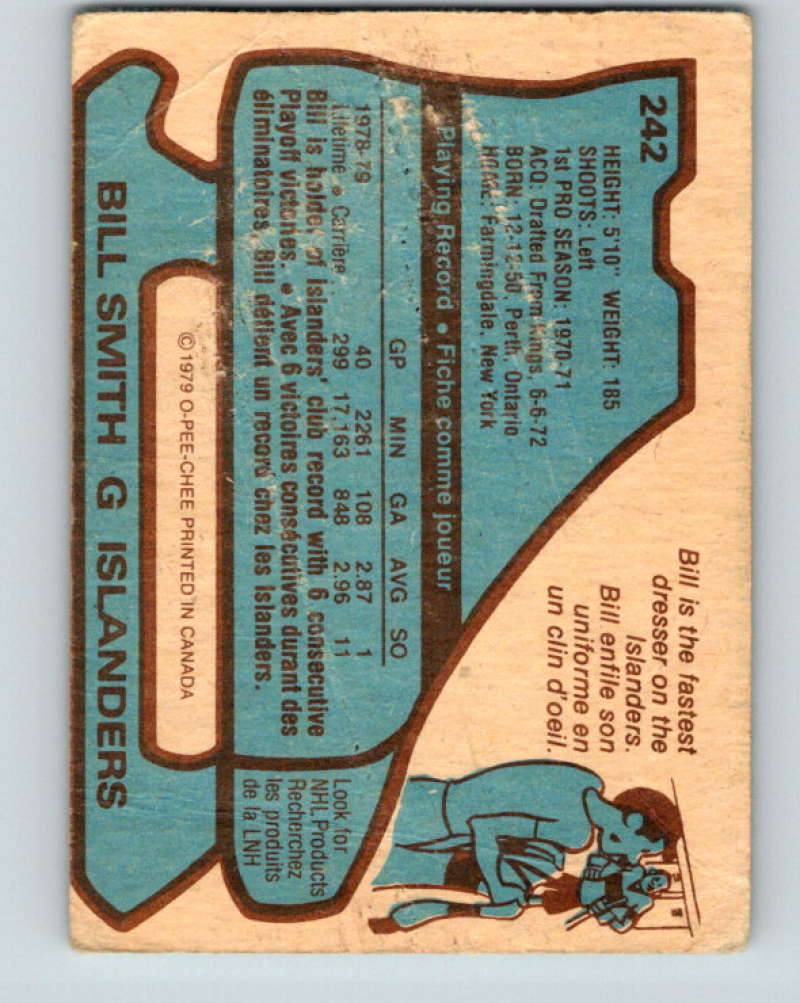 242
HEIGHT: 5'10" WEIGHT: 185
SHOOTS: Left
1st PRO SEASON: 1970-71
ACQ: Drafted From Kings, 6-6-72
BORN: 12-12-50, Perth, Ontario
HOME: Farmingdale, New York
Playing Record • Fiche comme joueur
GP MIN GA AVG SO
1978-79 40 2261 108 2.87 1
Lifetime • Carrière 299 17,163 848 2.96 11
Bill is holder of Islanders' club record with 6 consecutive
Playoff victories. • Avec 6 victoires consécutives durant des
éliminatoires, Bill détient un record chez les Islanders.
Bill is the fastest
dresser on the
Islanders.
Bill enfile son
uniforme en
un clin d'oeil.
Look for
NHL Products
Recherchez
les produits
de la LNH
©1979 O-PEE-CHEE PRINTED IN CANADA
BILL SMITH G ISLANDERS